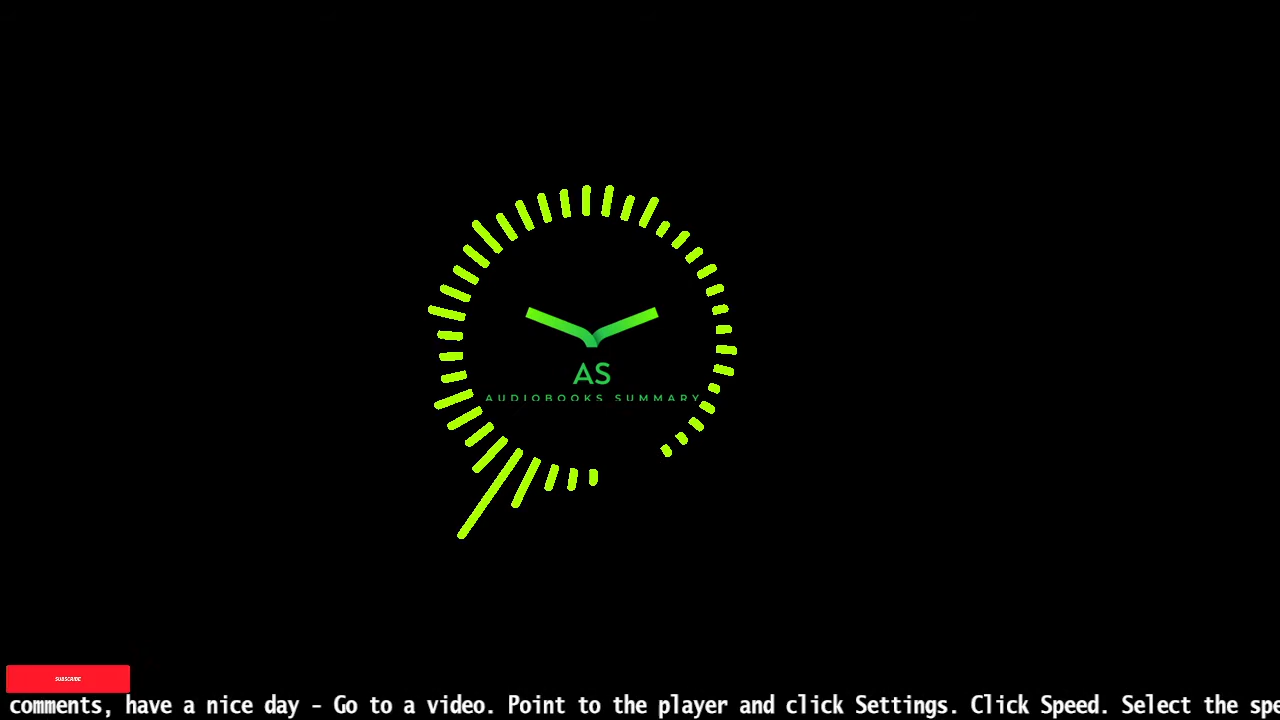 AS
AUDIOBOOKS SUMMARY
SUBSCRIBE
comments, have a nice day - Go to a video. Point to the player and click Settings. Click Speed. Select the spe